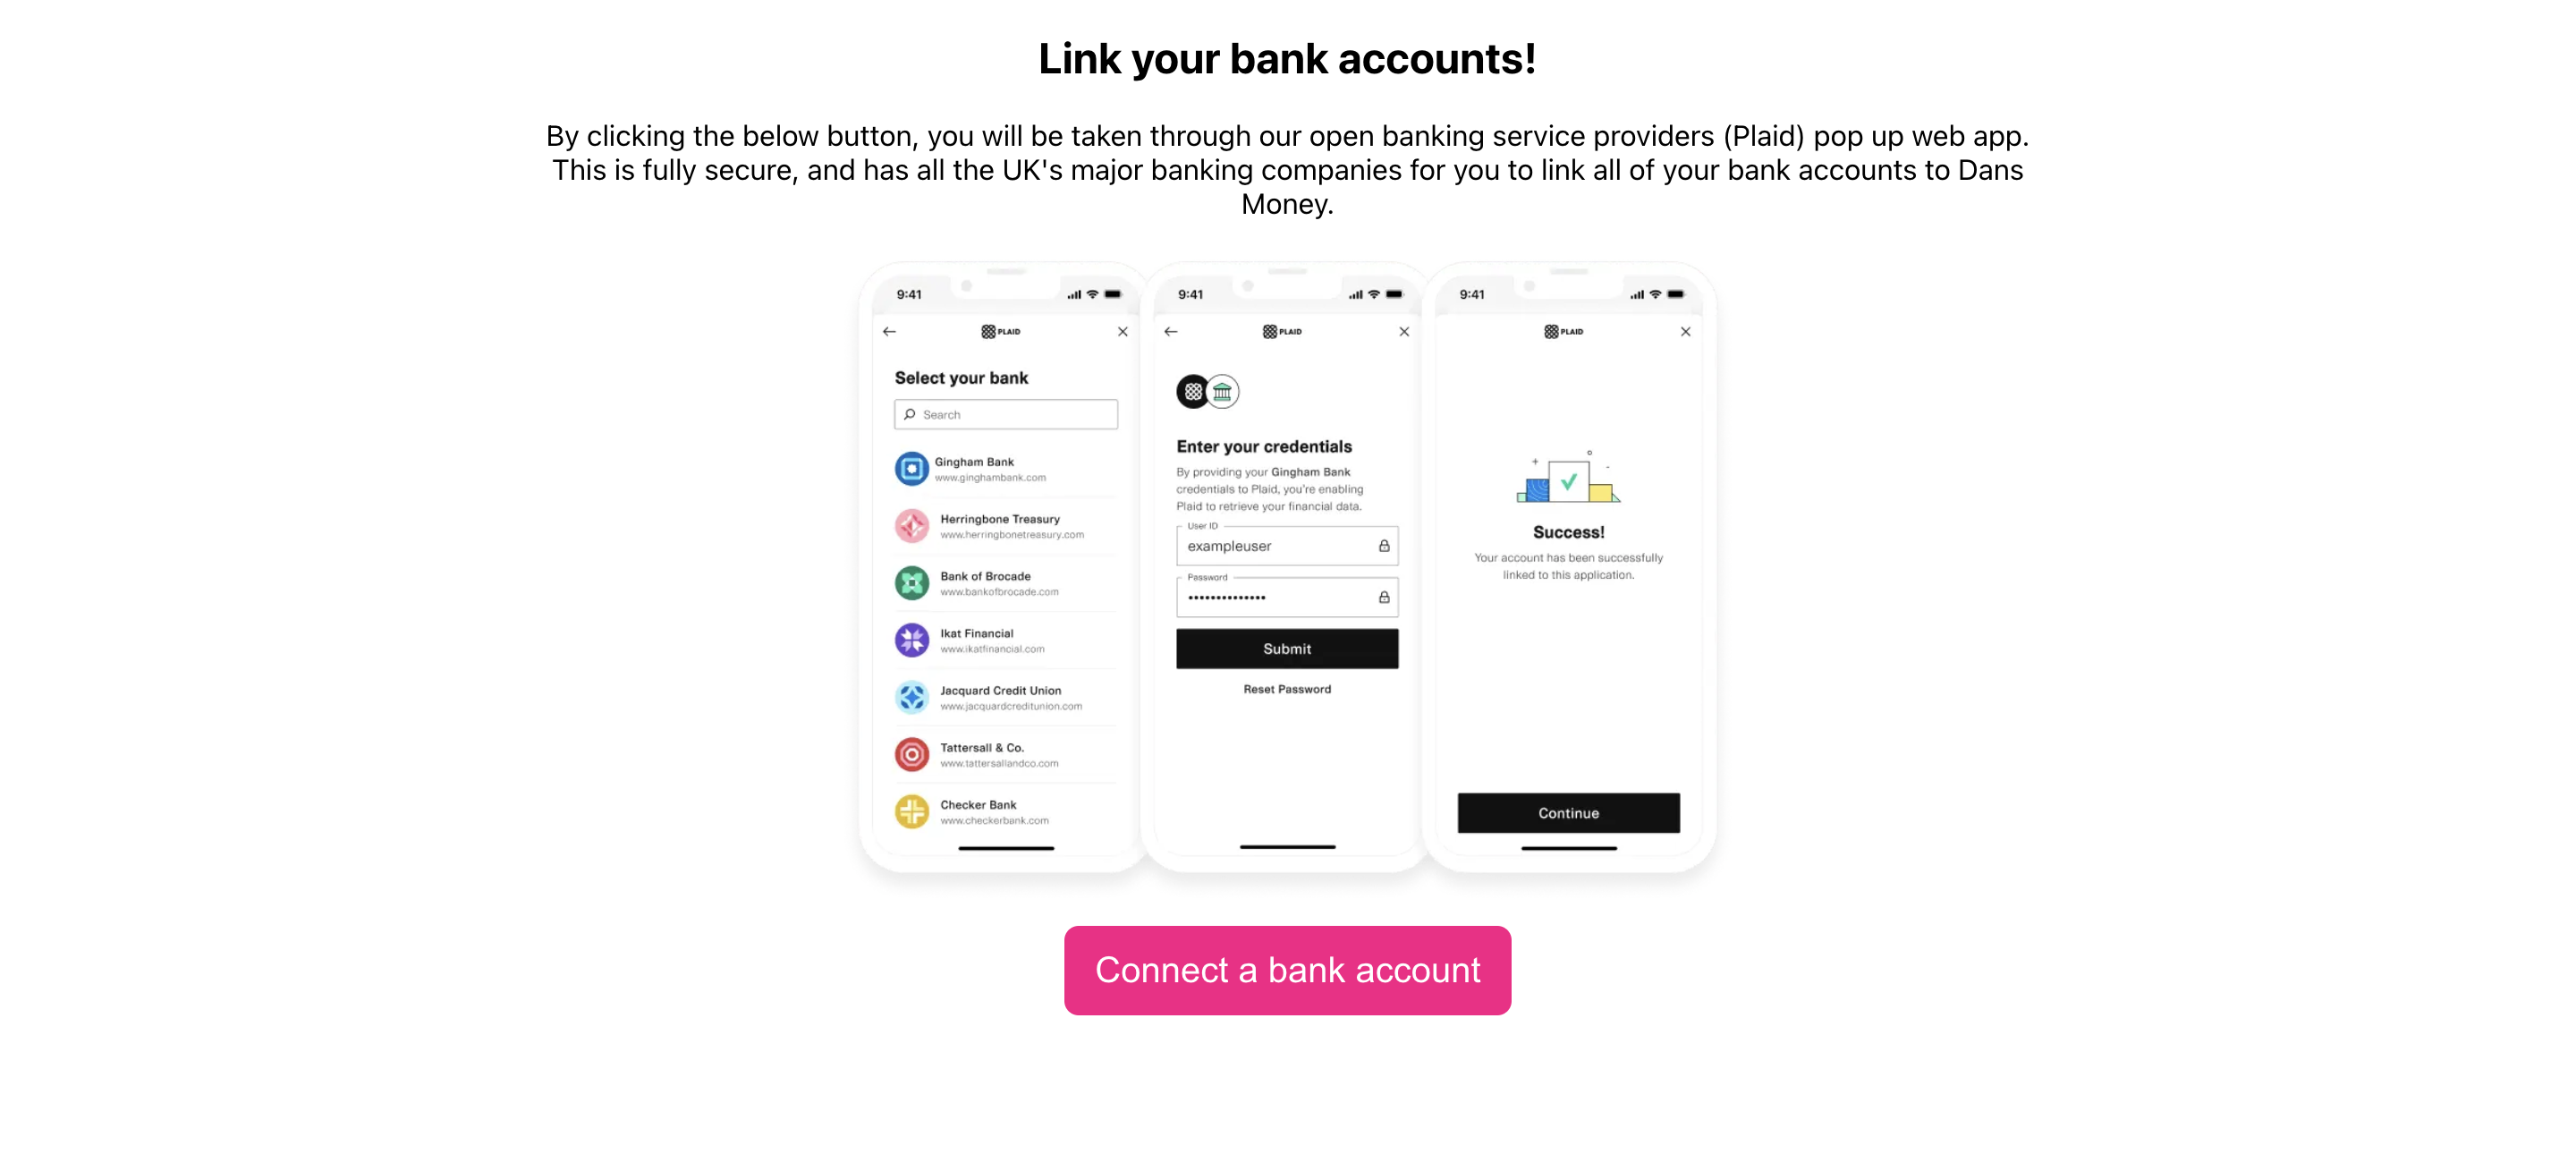 Link your bank accounts!
By clicking the below button, you will be taken through our open banking service providers (Plaid) pop up web app.
This is fully secure, and has all the UK's major banking companies for you to link all of your bank accounts to Dans
Money.
9:41
PLAID
Select your bank
Search
Gingham Bank
www.ginghambank.com
Herringbone Treasury
www.herringbonetreasury.com
Bank of Brocade
www.bankofbrocade.com
Ikat Financial
www.ikatfinancial.com
Jacquard Credit Union
www.jacquardcreditunion.com
Tattersall & Co.
www.tattersallandco.com
Checker Bank
www.checkerbank.com
9:41
PLAID
Enter your credentials
By providing your Gingham Bank
credentials to Plaid, you're enabling
Plaid to retrieve your financial data.
User ID
exampleuser
Password
••••••••••••••
Submit
Reset Password
9:41
PLAID
Success!
Your account has been successfully
linked to this application.
Continue
Connect a bank account